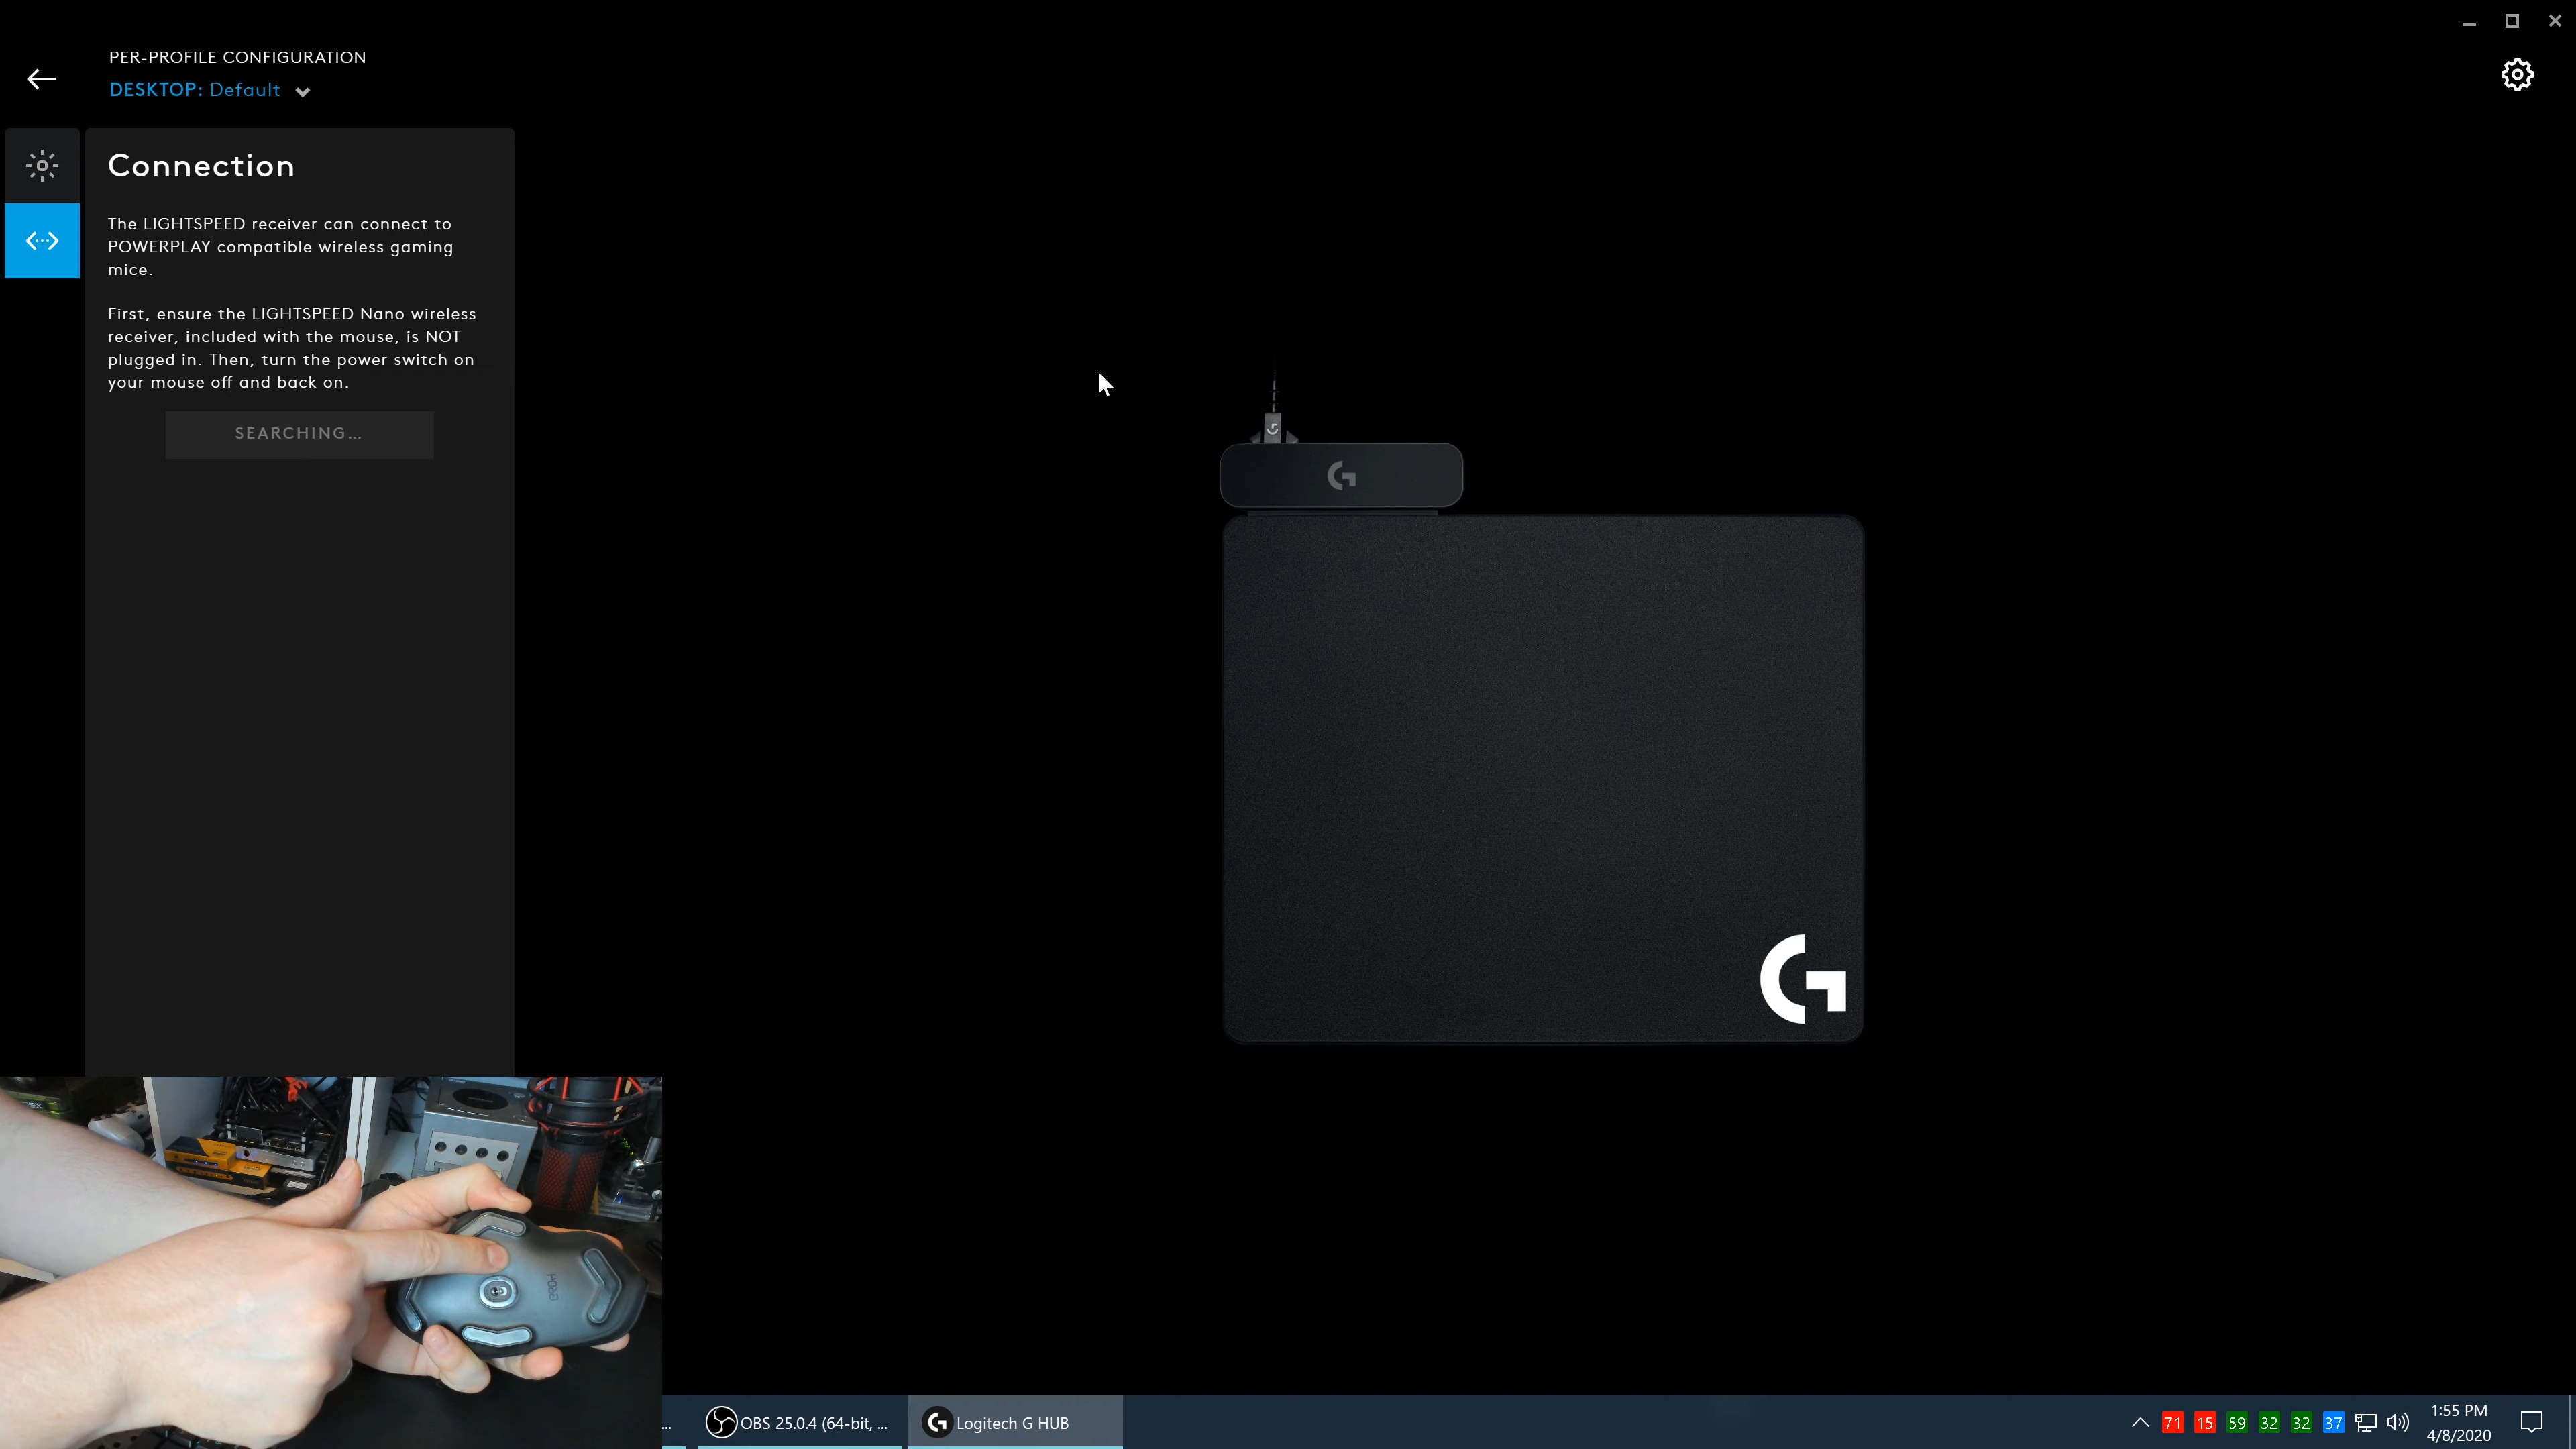 PER-PROFILE CONFIGURATION
DESKTOP: Default
Connection
The LIGHTSPEED receiver can connect to
POWERPLAY compatible wireless gaming
mice.
First, ensure the LIGHTSPEED Nano wireless
receiver, included with the mouse, is NOT
plugged in. Then, turn the power switch on
your mouse off and back on.
SEARCHING...
... OBS 25.0.4 (64-bit, ... Logitech G HUB 71 15 59 32 32 37 1:55 PM
4/8/2020